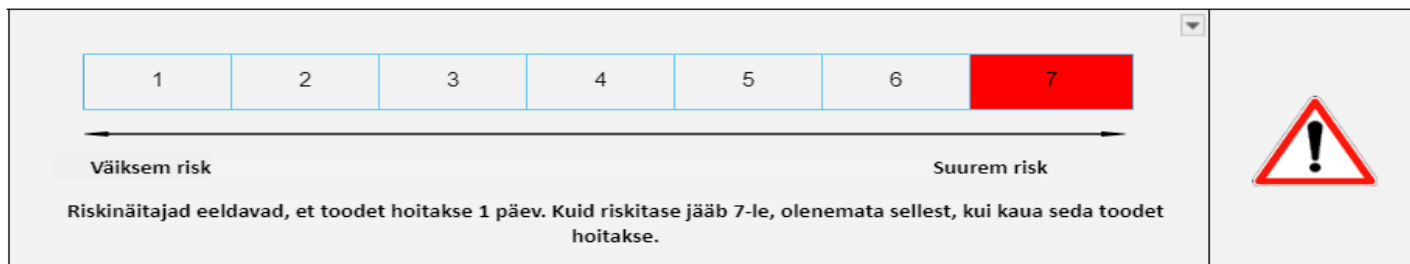 1 2 3 4 5 6 7
Väiksem risk Suurem risk
Riskinäitajad eeldavad, et toodet hoitakse 1 päev. Kuid riskitase jääb 7-le, olenemata sellest, kui kaua seda toodet
hoitakse.